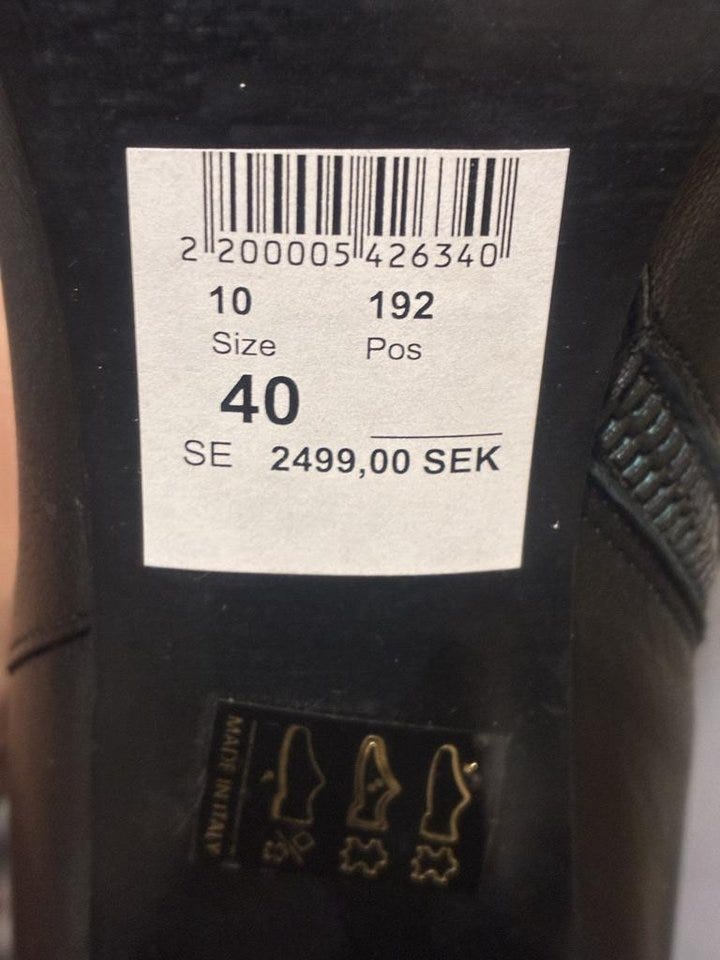 2 200005 426340
10 192
Size Pos
40
SE 2499,00 SEK
MADE IN ITALY